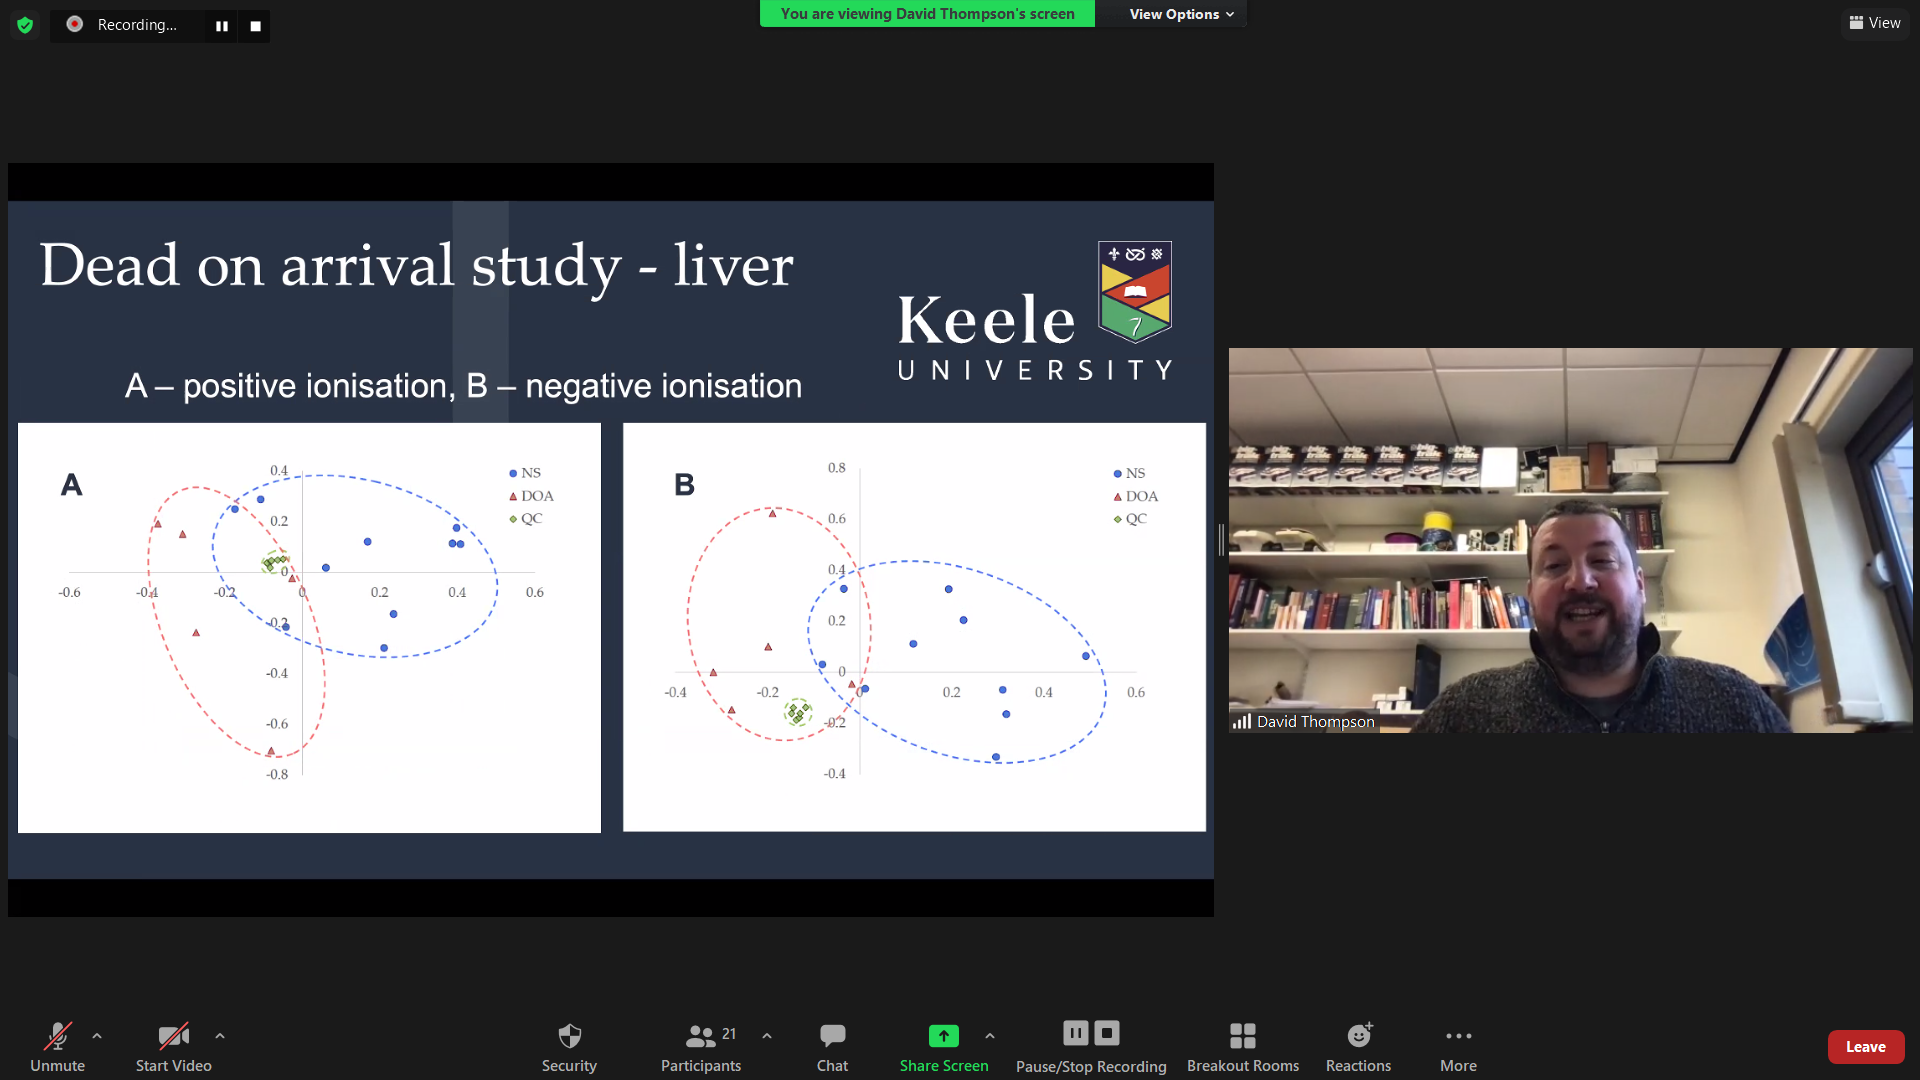 Recording...
You are viewing David Thompson's screen
View Options
View
Dead on arrival study - liver
Keele
UNIVERSITY
A – positive ionisation, B – negative ionisation
A
NS
DOA
QC
0.4
0.2
0
-0.2
-0.4
-0.6
-0.8
-0.6
-0.4
-0.2
0
0.2
0.4
0.6
B
NS
DOA
QC
0.8
0.6
0.4
0.2
0
-0.2
-0.4
-0.4
-0.2
0
0.2
0.4
0.6
David Thompson
Unmute
Start Video
Security
Participants
21
Chat
Share Screen
Pause/Stop Recording
Breakout Rooms
Reactions
More
Leave